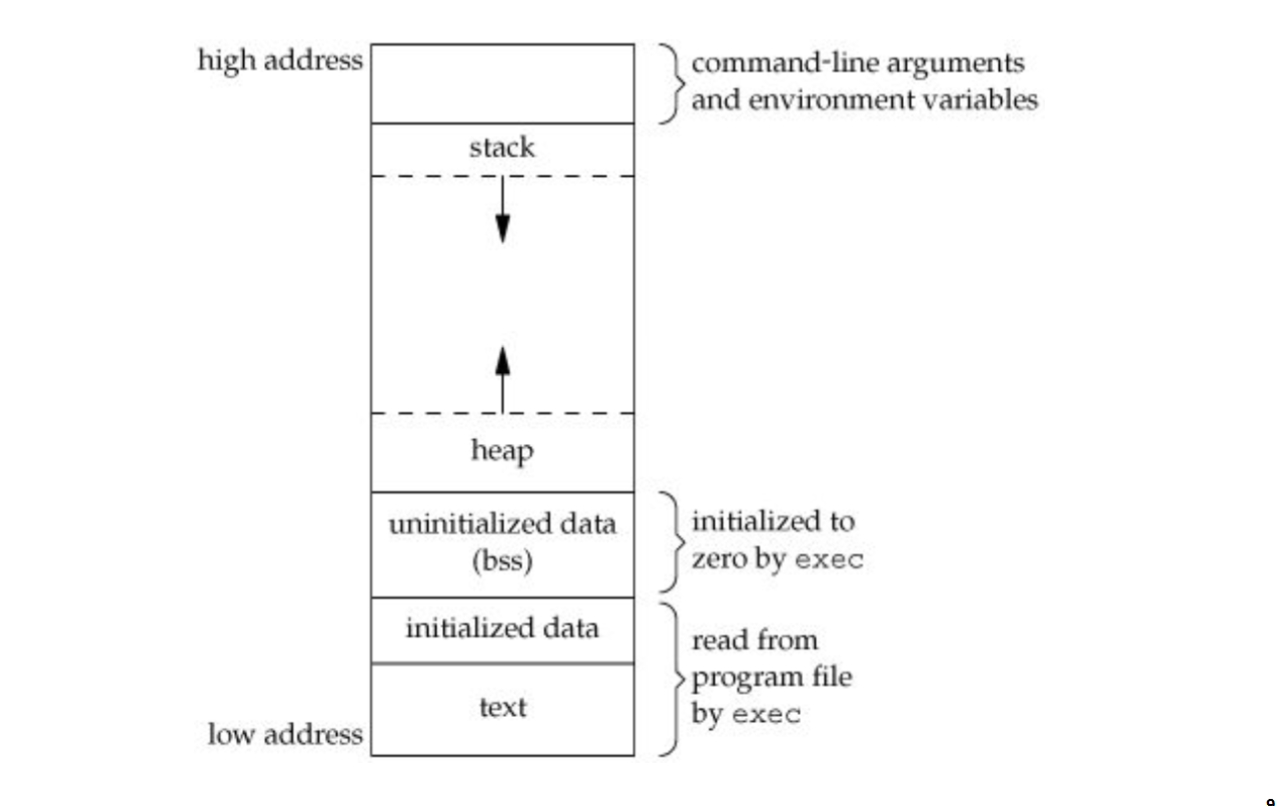 high address
command-line arguments
and environment variables
stack
heap
uninitialized data
(bss)
initialized to
zero by exec
initialized data
read from
program file
by exec
text
low address
9